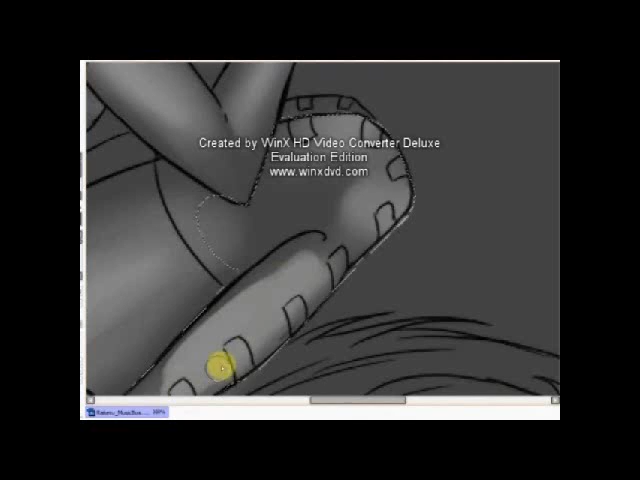 Created by WinX HD Video Converter Deluxe
Evaluation Edition
www.winxdvd.com